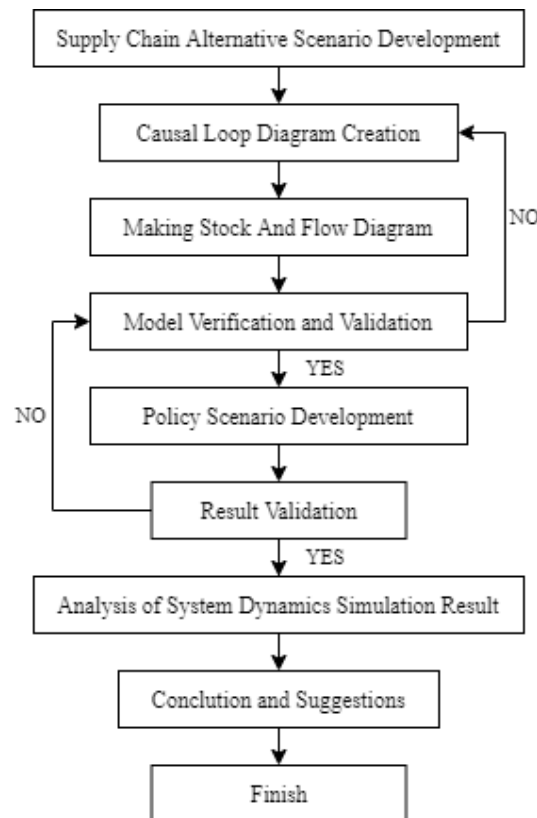 Supply Chain Alternative Scenario Development
Causal Loop Diagram Creation
NO
Making Stock And Flow Diagram
Model Verification and Validation
YES
NO
Policy Scenario Development
Result Validation
YES
Analysis of System Dynamics Simulation Result
Conclution and Suggestions
Finish